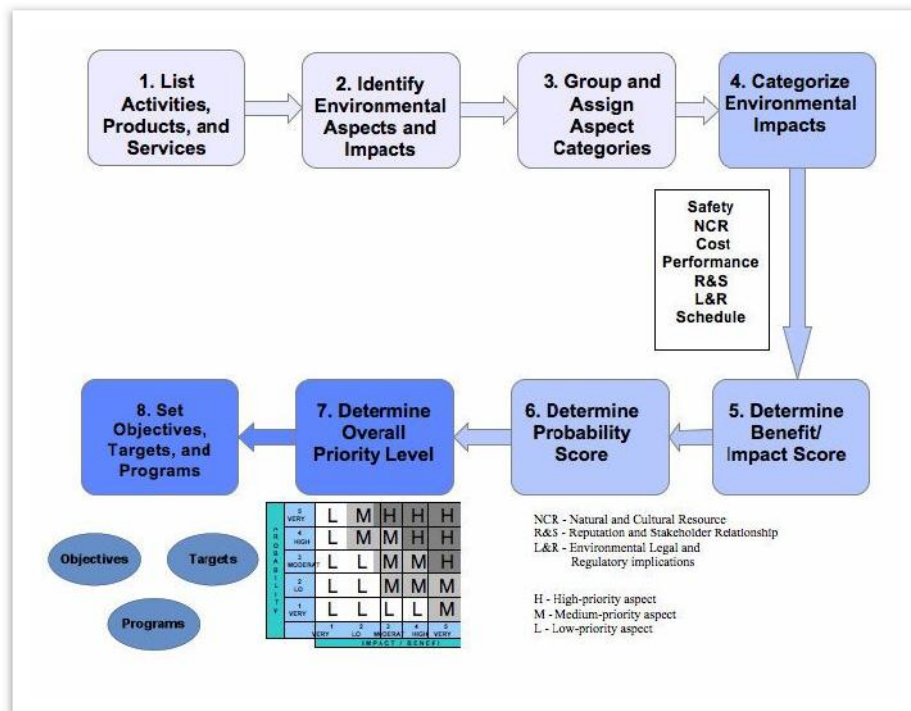 1. List
Activities,
Products, and
Services
2. Identify
Environmental
Aspects and
Impacts
3. Group and
Assign
Aspect
Categories
4. Categorize
Environmental
Impacts
Safety
NCR
Cost
Performance
R&S
L&R
Schedule
8. Set
Objectives,
Targets, and
Programs
7. Determine
Overall
Priority Level
6. Determine
Probability
Score
5. Determine
Benefit/
Impact Score
Objectives
Targets
Programs
PROBABILITY
5
VERY
L M H H H
4
HIGH
L M M H H
3
MODERAT
L L M M H
2
LO
L L M M M
1
VERY
L L L L M
1 2 3 4 5
VERY LO MODERAT HIGH VERY
IMPACT / BENEFI
NCR - Natural and Cultural Resource
R&S - Reputation and Stakeholder Relationship
L&R - Environmental Legal and
Regulatory implications
H - High-priority aspect
M - Medium-priority aspect
L - Low-priority aspect